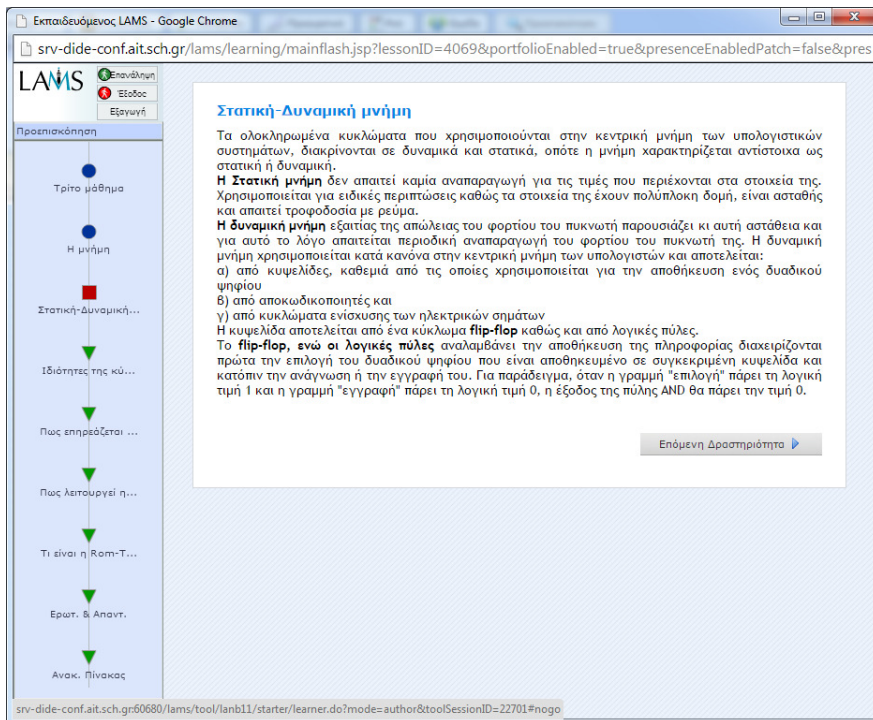 Εκπαιδευόμενος LAMS - Google Chrome
srv-dide-conf.ait.sch.gr/lams/learning/mainflash.jsp?lessonID=4069&portfolioEnabled=true&presenceEnabledPatch=false&pres
LAMS
Επανάληψη
Έξοδος
Εξαγωγή
Προεπισκόπηση
Τρίτο μάθημα
Η μνήμη
Στατική-Δυναμική...
Ιδιότητες της κύ...
Πως επηρεάζεται ...
Πως λειτουργεί η...
Τι είναι η Rom-Τ...
Ερωτ. & Απαντ.
Ανακ. Πίνακας
Στατική-Δυναμική μνήμη
Τα ολοκληρωμένα κυκλώματα που χρησιμοποιούνται στην κεντρική μνήμη των υπολογιστικών
συστημάτων, διακρίνονται σε δυναμικά και στατικά, οπότε η μνήμη χαρακτηρίζεται αντίστοιχα ως
στατική ή δυναμική.
Η Στατική μνήμη δεν απαιτεί καμία αναπαραγωγή για τις τιμές που περιέχονται στα στοιχεία της.
Χρησιμοποιείται για ειδικές περιπτώσεις καθώς τα στοιχεία της έχουν πολύπλοκη δομή, είναι ασταθής
και απαιτεί τροφοδοσία με ρεύμα.
Η δυναμική μνήμη εξαιτίας της απώλειας του φορτίου του πυκνωτή παρουσιάζει κι αυτή αστάθεια και
για αυτό το λόγο απαιτείται περιοδική αναπαραγωγή του φορτίου του πυκνωτή της. Η δυναμική
μνήμη χρησιμοποιείται κατά κανόνα στην κεντρική μνήμη των υπολογιστών και αποτελείται:
α) από κυψελίδες, καθεμιά από τις οποίες χρησιμοποιείται για την αποθήκευση ενός δυαδικού
ψηφίου
β) από αποκωδικοποιητές και
γ) από κυκλώματα ενίσχυσης των ηλεκτρικών σημάτων
Η κυψελίδα αποτελείται από ένα κύκλωμα flip-flop καθώς και από λογικές πύλες.
Το flip-flop, ενώ οι λογικές πύλες αναλαμβάνει την αποθήκευση της πληροφορίας διαχειρίζονται
πρώτα την επιλογή του δυαδικού ψηφίου που είναι αποθηκευμένο σε συγκεκριμένη κυψελίδα και
κατόπιν την ανάγνωση ή την εγγραφή του. Για παράδειγμα, όταν η γραμμή "επιλογή" πάρει τη λογική
τιμή 1 και η γραμμή "εγγραφή" πάρει τη λογική τιμή 0, η έξοδος της πύλης AND θα πάρει την τιμή 0.
Επόμενη Δραστηριότητα
srv-dide-conf.ait.sch.gr:60680/lams/tool/lanb11/starter/learner.do?mode=author&toolSessionID=22701#nogo